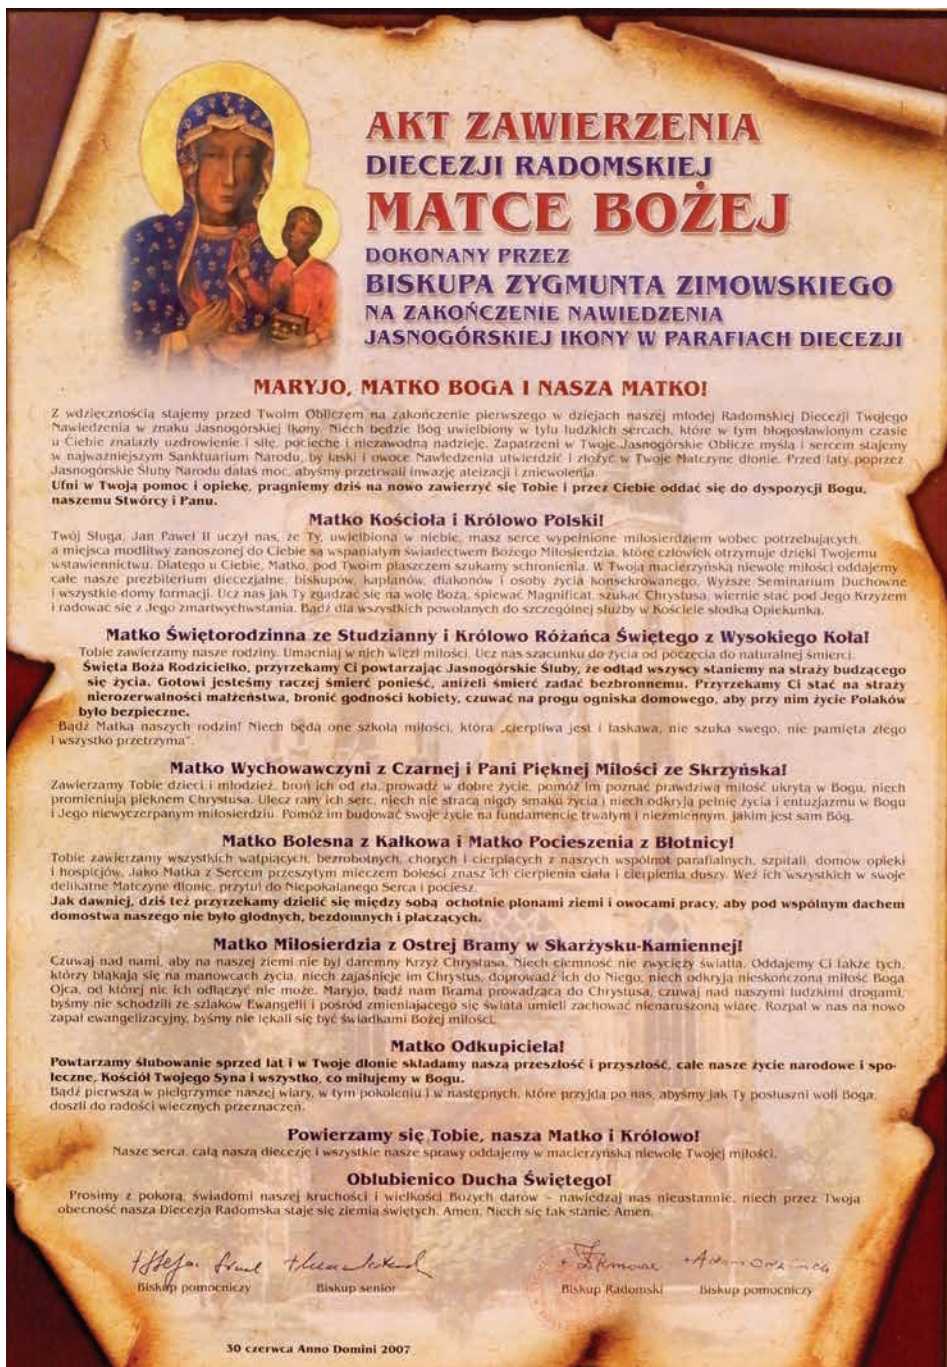 AKT ZAWIERZENIA
DIECEZJI RADOMSKIEJ
MATCE BOŻEJ
DOKONANY PRZEZ
BISKUPA ZYGMUNTA ZIMOWSKIEGO
NA ZAKOŃCZENIE NAWIEDZENIA
JASNOGÓRSKIEJ IKONY W PARAFIACH DIECEZJI
MARYJO, MATKO BOGA I NASZA MATKO!
Z wdzięcznością stajemy przed Twoim Obliczem na zakończenie pierwszego w dziejach naszej młodej Radomskiej Diecezji Twojego
Nawiedzenia w znaku Jasnogórskiej Ikony. Niech będzie Bóg uwielbiony w tylu ludzkich sercach, które w tym błogosławionym czasie
u Ciebie znalazły uzdrowienie i siłę, pociechę i niezawodną nadzieję. Zapatrzeni w Twoje Jasnogórskie Oblicze myślą i sercem stajemy
w najważniejszym Sanktuarium Narodu, by łaski i owoce Nawiedzenia utwierdzić i złożyć w Twoje Matczyne dłonie. Przed laty poprzez
Jasnogórskie Śluby Narodu dałaś moc, abyśmy przetrwali inwazję ateizacji i zniewolenia.
Ufni w Twoją pomoc i opiekę, pragniemy dziś na nowo zawierzyć się Tobie i przez Ciebie oddać się do dyspozycji Bogu,
naszemu Stwórcy i Panu.
Matko Kościoła i Królowo Polski!
Twój Sługa, Jan Paweł II uczył nas, że Ty, uwielbiona w niebie, masz serce wypełnione miłosierdziem wobec potrzebujących,
a miejsca modlitwy zanoszonej do Ciebie są wspaniałym świadectwem Bożego Miłosierdzia, które człowiek otrzymuje dzięki Twojemu
wstawiennictwu. Dlatego u Ciebie, Matko, pod Twoim płaszczem szukamy schronienia. W Twoją macierzyńską niewolę miłości oddajemy
całe nasze prezbiterium diecezjalne, biskupów, kapłanów, diakonów i osoby życia konsekrowanego, Wyższe Seminarium Duchowne
i wszystkie domy formacji. Ucz nas jak Ty zgadzać się na wolę Bożą, śpiewać Magnificat, szukać Chrystusa, wiernie stać pod Jego Krzyżem
i radować się z Jego zmartwychwstania. Bądź dla wszystkich powołanych do szczególnej służby w Kościele słodką Opiekunką.
Matko Świętorodzinna ze Studzianny i Królowo Różańca Świętego z Wysokiego Koła!
Tobie zawierzamy nasze rodziny. Umacniaj w nich więzi miłości. Ucz nas szacunku do życia od poczęcia do naturalnej śmierci.
Święta Boża Rodzicielko, przyrzekamy Ci powtarzając Jasnogórskie Śluby, że odtąd wszyscy staniemy na straży budzącego
się życia. Gotowi jesteśmy raczej śmierć ponieść, aniżeli śmierć zadać bezbronnemu. Przyrzekamy Ci stać na straży
nierozerwalności małżeństwa, bronić godności kobiety, czuwać na progu ogniska domowego, aby przy nim życie Polaków
było bezpieczne.
Bądź Matką naszych rodzin! Niech będą one szkołą miłości, która „cierpliwa jest i łaskawa, nie szuka swego, nie pamięta złego
i wszystko przetrzyma”.
Matko Wychowawczyni z Czarnej i Pani Pięknej Miłości ze Skrzyńska!
Zawierzamy Tobie dzieci i młodzież, broń ich od zła, prowadź w dobre życie, pomóż im poznać prawdziwą miłość ukrytą w Bogu, niech
promieniują pięknem Chrystusa. Ulecz rany ich serc, niech nie stracą nigdy smaku życia i niech odkryją pełnię życia i entuzjazmu w Bogu
i Jego niewyczerpanym miłosierdziu. Pomóż im budować swoje życie na fundamencie trwałym i niezmiennym, jakim jest sam Bóg.
Matko Bolesna z Kałkowa i Matko Pocieszenia z Błotnicy!
Tobie zawierzamy wszystkich wątpiących, bezrobotnych, chorych i cierpiących z naszych wspólnot parafialnych, szpitali, domów opieki
i hospicjów. Jako Matka z Sercem przeszytym mieczem boleści znasz ich cierpienia ciała i cierpienia duszy. Weź ich wszystkich w swoje
delikatne Matczyne dłonie, przytul do Niepokalanego Serca i pociesz.
Jak dawniej, dziś też przyrzekamy dzielić się między sobą ochotnie plonami ziemi i owocami pracy, aby pod wspólnym dachem
domostwa naszego nie było głodnych, bezdomnych i płaczących.
Matko Miłosierdzia z Ostrej Bramy w Skarżysku-Kamiennej!
Czuwaj nad nami, aby na naszej ziemi nie był daremny Krzyż Chrystusa. Niech ciemność nie zwycięży światła. Oddajemy Ci także tych,
którzy błąkają się na manowcach życia, niech zajaśnieje im Chrystus, doprowadź ich do Niego, niech odkryją nieskończoną miłość Boga
Ojca, od której nic ich odłączyć nie może. Maryjo, bądź nam Bramą prowadzącą do Chrystusa, czuwaj nad naszymi ludzkimi drogami,
byśmy nie schodzili ze szlaków Ewangelii i pośród zmieniającego się świata umieli zachować nienaruszoną wiarę. Rozpal w nas na nowo
zapał ewangelizacyjny, byśmy nie lękali się być świadkami Bożej miłości.
Matko Odkupiciela!
Powtarzamy ślubowanie sprzed lat i w Twoje dłonie składamy naszą przeszłość i przyszłość, całe nasze życie narodowe i spo-
łeczne, Kościół Twojego Syna i wszystko, co miłujemy w Bogu.
Bądź pierwszą w pielgrzymce naszej wiary, w tym pokoleniu i w następnych, które przyjdą po nas, abyśmy jak Ty posłuszni woli Boga,
doszli do radości wiecznych przeznaczeń.
Powierzamy się Tobie, nasza Matko i Królowo!
Nasze serca, całą naszą diecezję i wszystkie nasze sprawy oddajemy w macierzyńską niewolę Twojej miłości.
Oblubienico Ducha Świętego!
Prosimy z pokorą, świadomi naszej kruchości i wielkości Bożych darów – nawiedzaj nas nieustannie, niech przez Twoją
obecność nasza Diecezja Radomska staje się ziemią świętych. Amen. Niech się tak stanie. Amen.
Biskup pomocniczy Biskup senior Biskup Radomski Biskup pomocniczy
30 czerwca Anno Domini 2007